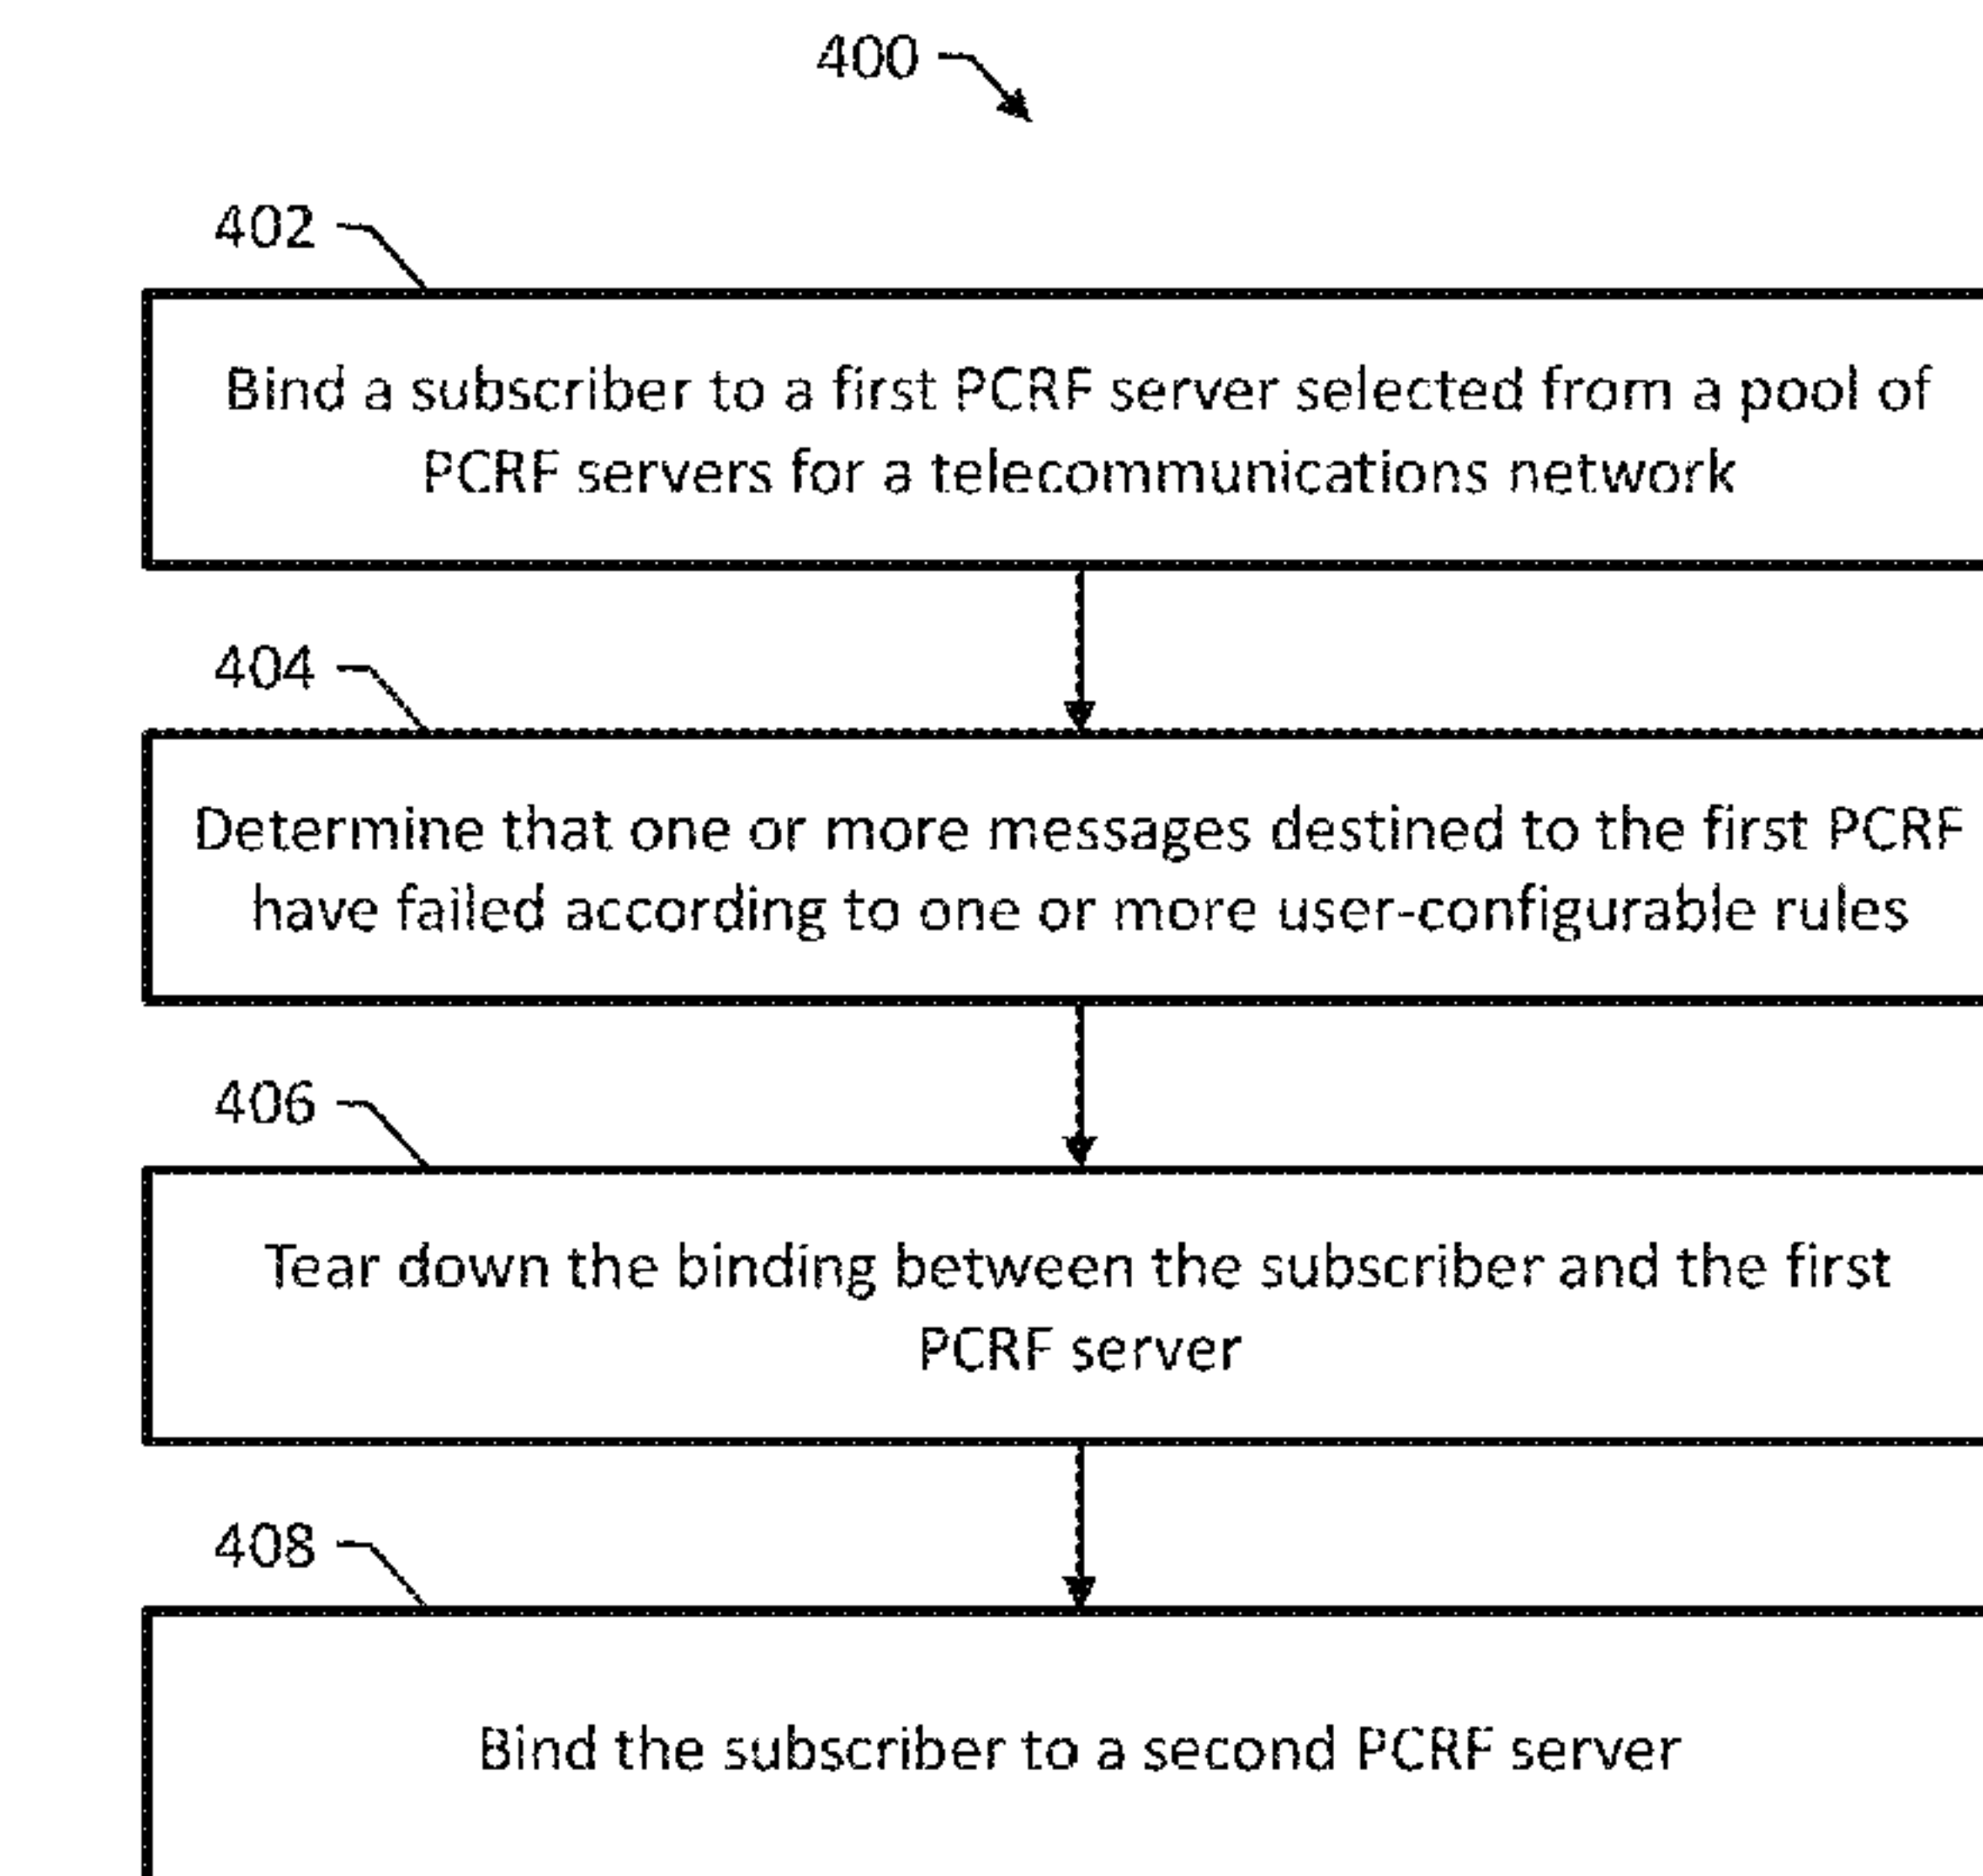 400
402
Bind a subscriber to a first PCRF server selected from a pool of
PCRF servers for a telecommunications network
404
Determine that one or more messages destined to the first PCRF
have failed according to one or more user-configurable rules
406
Tear down the binding between the subscriber and the first
PCRF server
408
Bind the subscriber to a second PCRF server